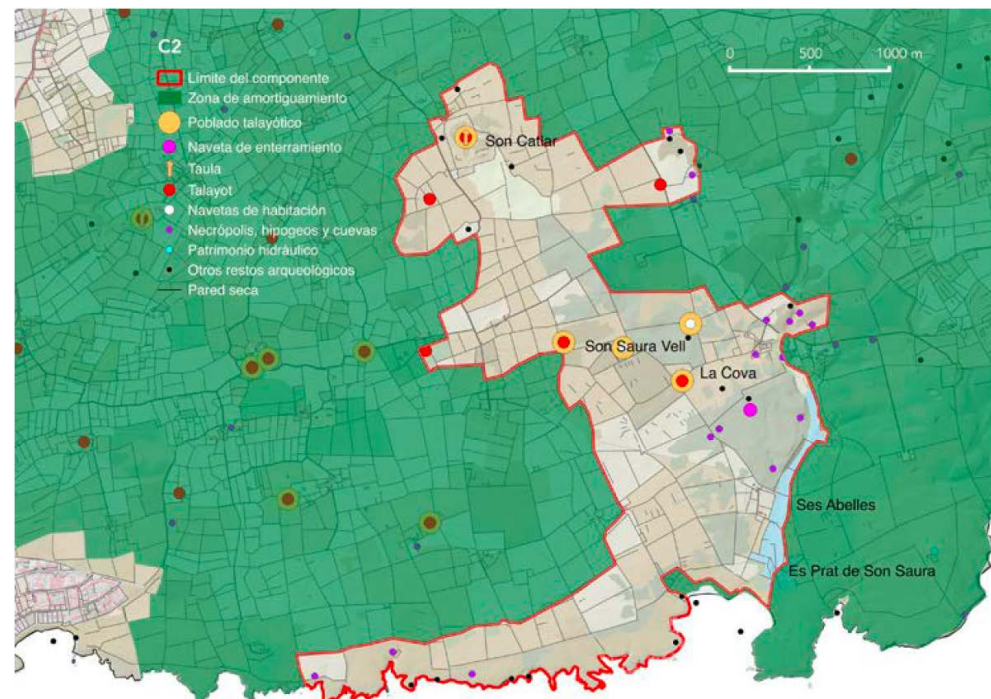 C2
Límite del componente
Zona de amortiguamiento
Poblado talayótico
Naveta de enterramiento
Taula
Talayot
Navetas de habitación
Necrópolis, hipogeos y cuevas
Patrimonio hidráulico
Otros restos arqueológicos
Pared seca
0 500 1000 m
Son Catlar
Son Saura Vell
La Cova
Ses Abelles
Es Prat de Son Saura